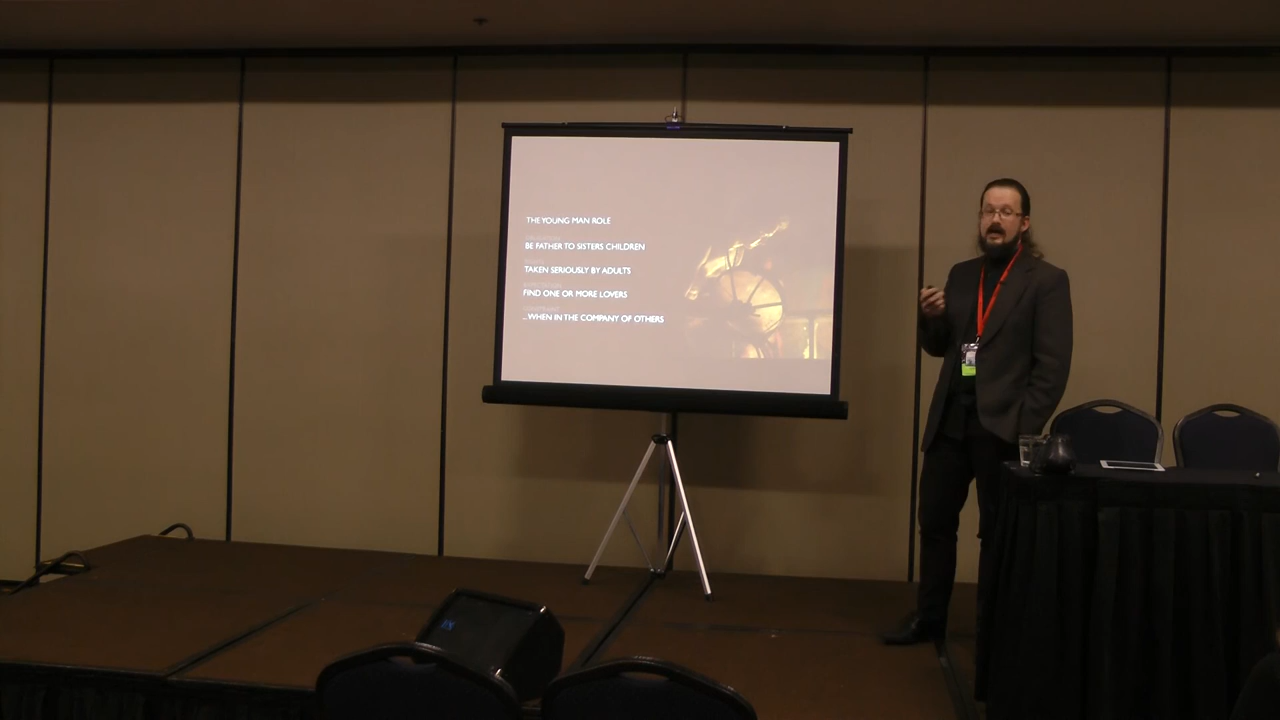 THE YOUNG MAN ROLE
BE FATHER TO SISTERS CHILDREN
TAKEN SERIOUSLY BY ADULTS
FIND ONE OR MORE LOVERS
...WHEN IN THE COMPANY OF OTHERS